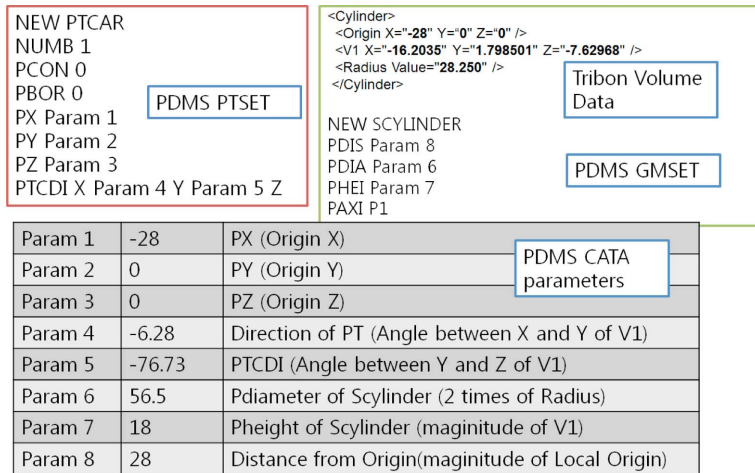 NEW PTCAR
NUMB 1
PCON 0
PBOR 0
PX Param 1
PY Param 2
PZ Param 3
PTCDI X Param 4 Y Param 5 Z
PDMS PTSET
<Cylinder>
<Origin X="-28" Y="0" Z="0" />
<V1 X="-16.2035" Y="1.798501" Z="-7.62968" />
<Radius Value="28.250" />
</Cylinder>
Tribon Volume
Data
NEW SCYLINDER
PDIS Param 8
PDIA Param 6
PHEI Param 7
PAXI P1
PDMS GMSET
PDMS CATA
parameters
Param 1 -28 PX (Origin X)
Param 2 0 PY (Origin Y)
Param 3 0 PZ (Origin Z)
Param 4 -6.28 Direction of PT (Angle between X and Y of V1)
Param 5 -76.73 PTCDI (Angle between Y and Z of V1)
Param 6 56.5 Pdiameter of Scylinder (2 times of Radius)
Param 7 18 Pheight of Scylinder (maginitude of V1)
Param 8 28 Distance from Origin(maginitude of Local Origin)